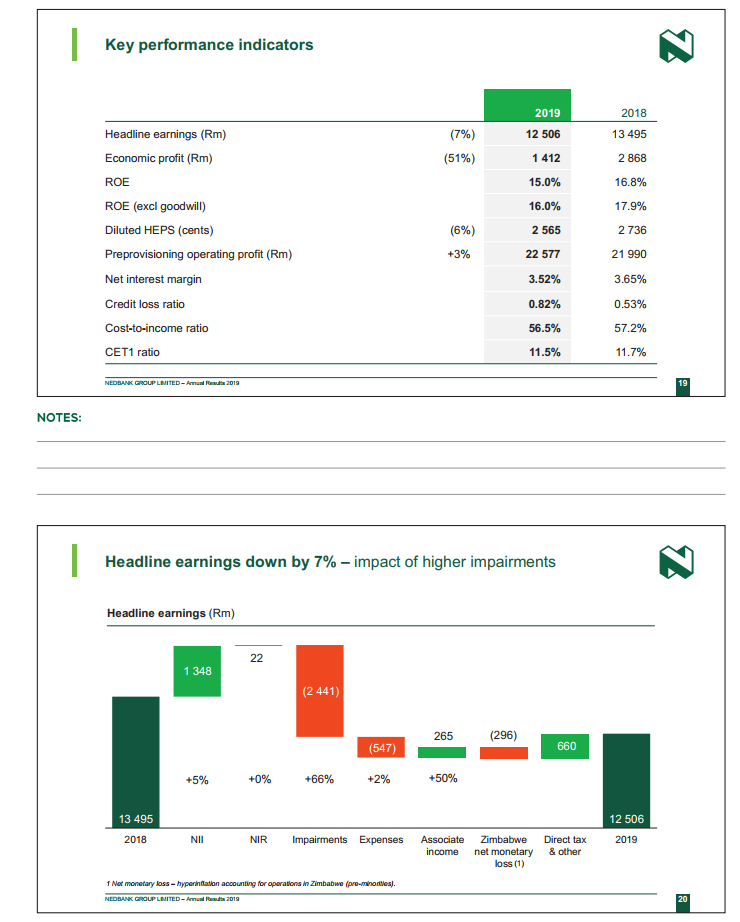 Key performance indicators
2019 2018
Headline earnings (Rm) (7%) 12 506 13 495
Economic profit (Rm) (51%) 1 412 2 868
ROE 15.0% 16.8%
ROE (excl goodwill) 16.0% 17.9%
Diluted HEPS (cents) (6%) 2 565 2 736
Preprovisioning operating profit (Rm) +3% 22 577 21 990
Net interest margin 3.52% 3.65%
Credit loss ratio 0.82% 0.53%
Cost-to-income ratio 56.5% 57.2%
CET1 ratio 11.5% 11.7%
NEDBANK GROUP LIMITED – Annual Results 2019 19
NOTES:
Headline earnings down by 7% – impact of higher impairments
Headline earnings (Rm)
1 348
22
(2 441)
(547)
265
(296)
660
+5% +0% +66% +2% +50%
13 495 12 506
2018 NII NIR Impairments Expenses Associate Zimbabwe Direct tax 2019
income net monetary & other
loss (1)
1 Net monetary loss – hyperinflation accounting for operations in Zimbabwe (pre-minorities).
NEDBANK GROUP LIMITED – Annual Results 2019 20